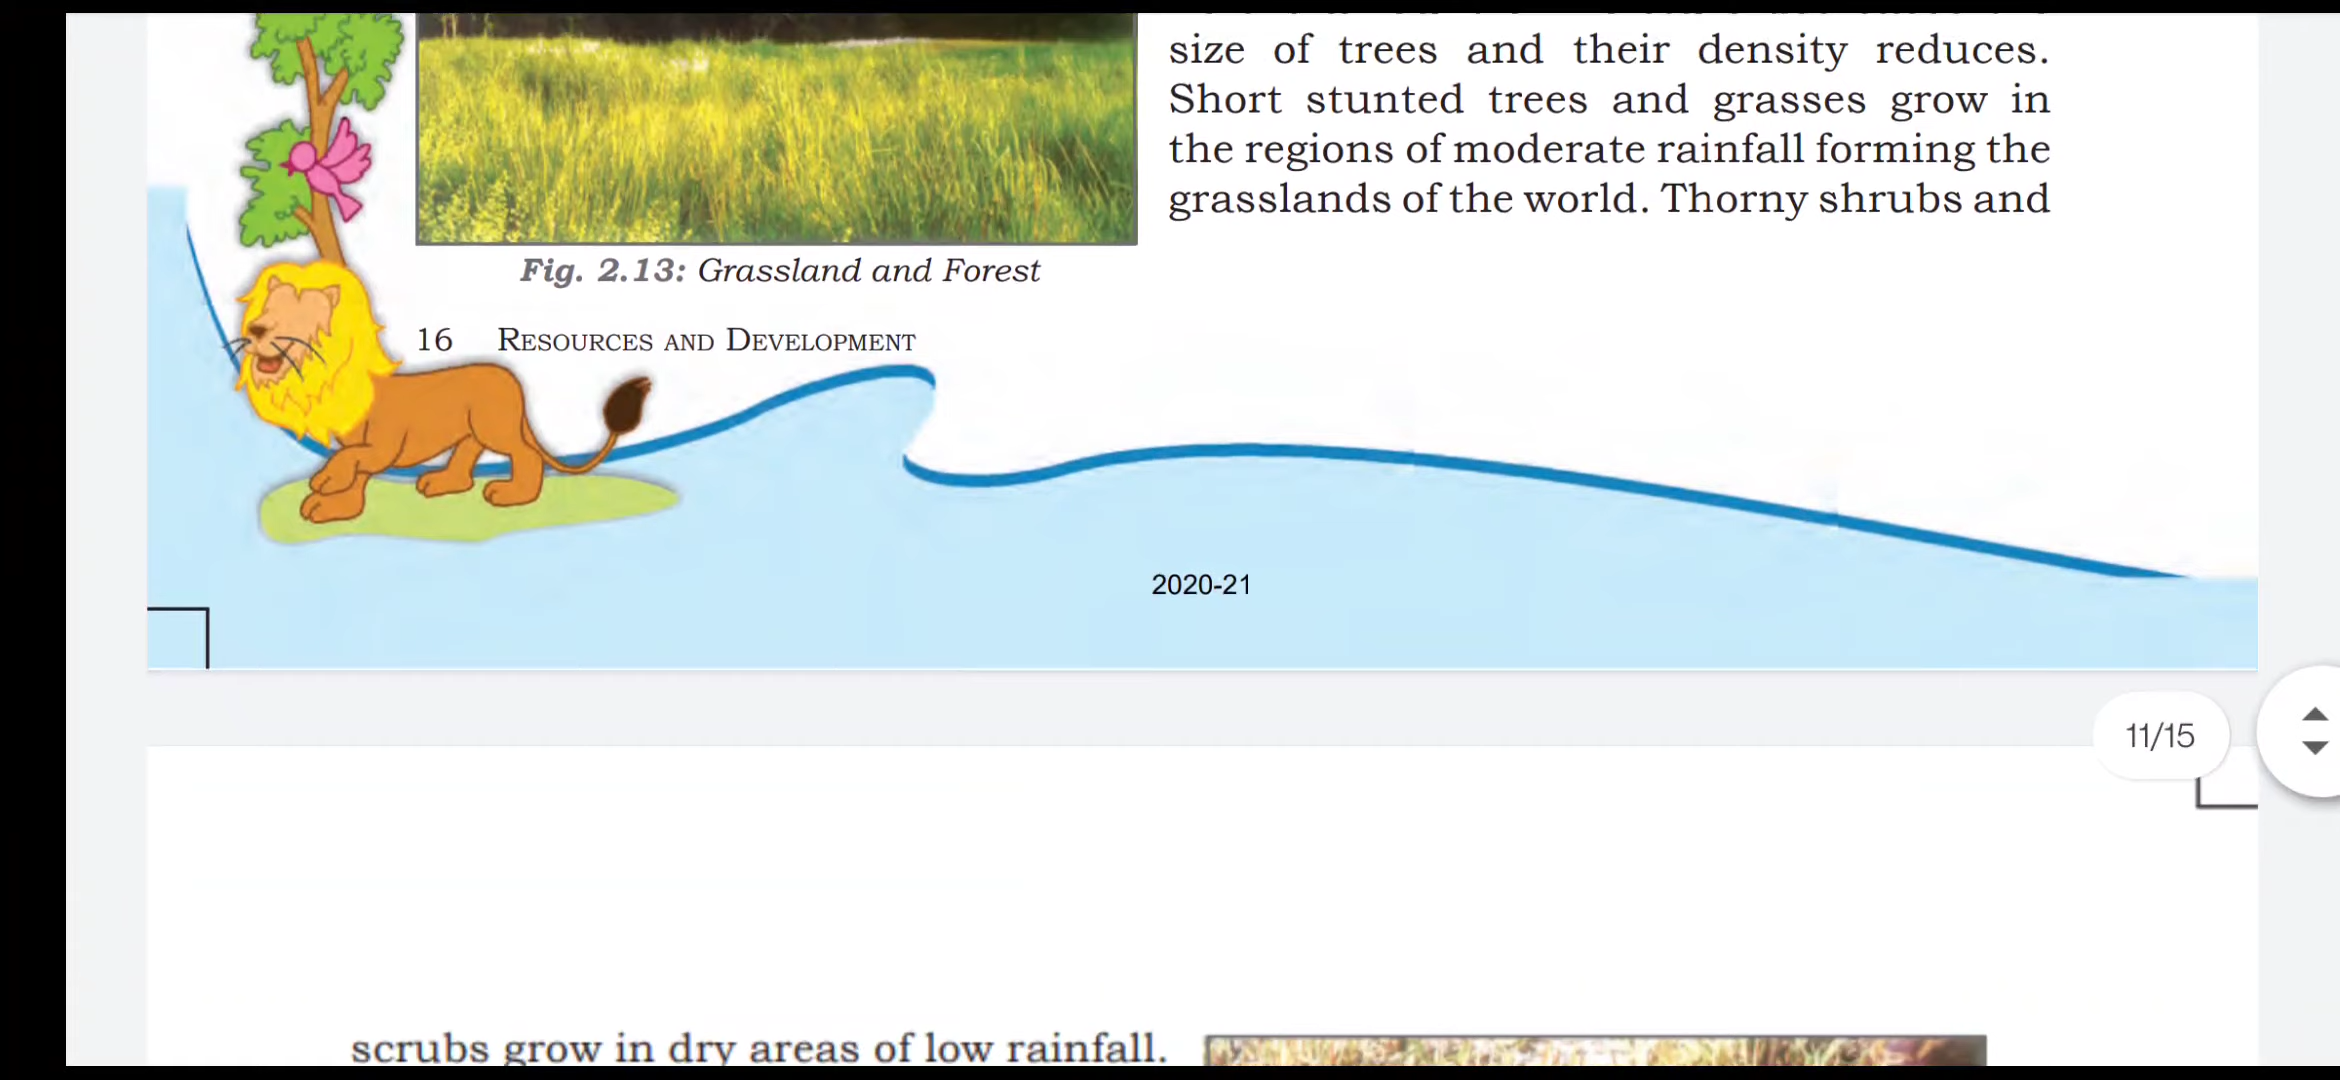 size of trees and their density reduces.
Short stunted trees and grasses grow in
the regions of moderate rainfall forming the
grasslands of the world. Thorny shrubs and
Fig. 2.13: Grassland and Forest
16 RESOURCES AND DEVELOPMENT
2020-21
11/15
scrubs grow in dry areas of low rainfall.